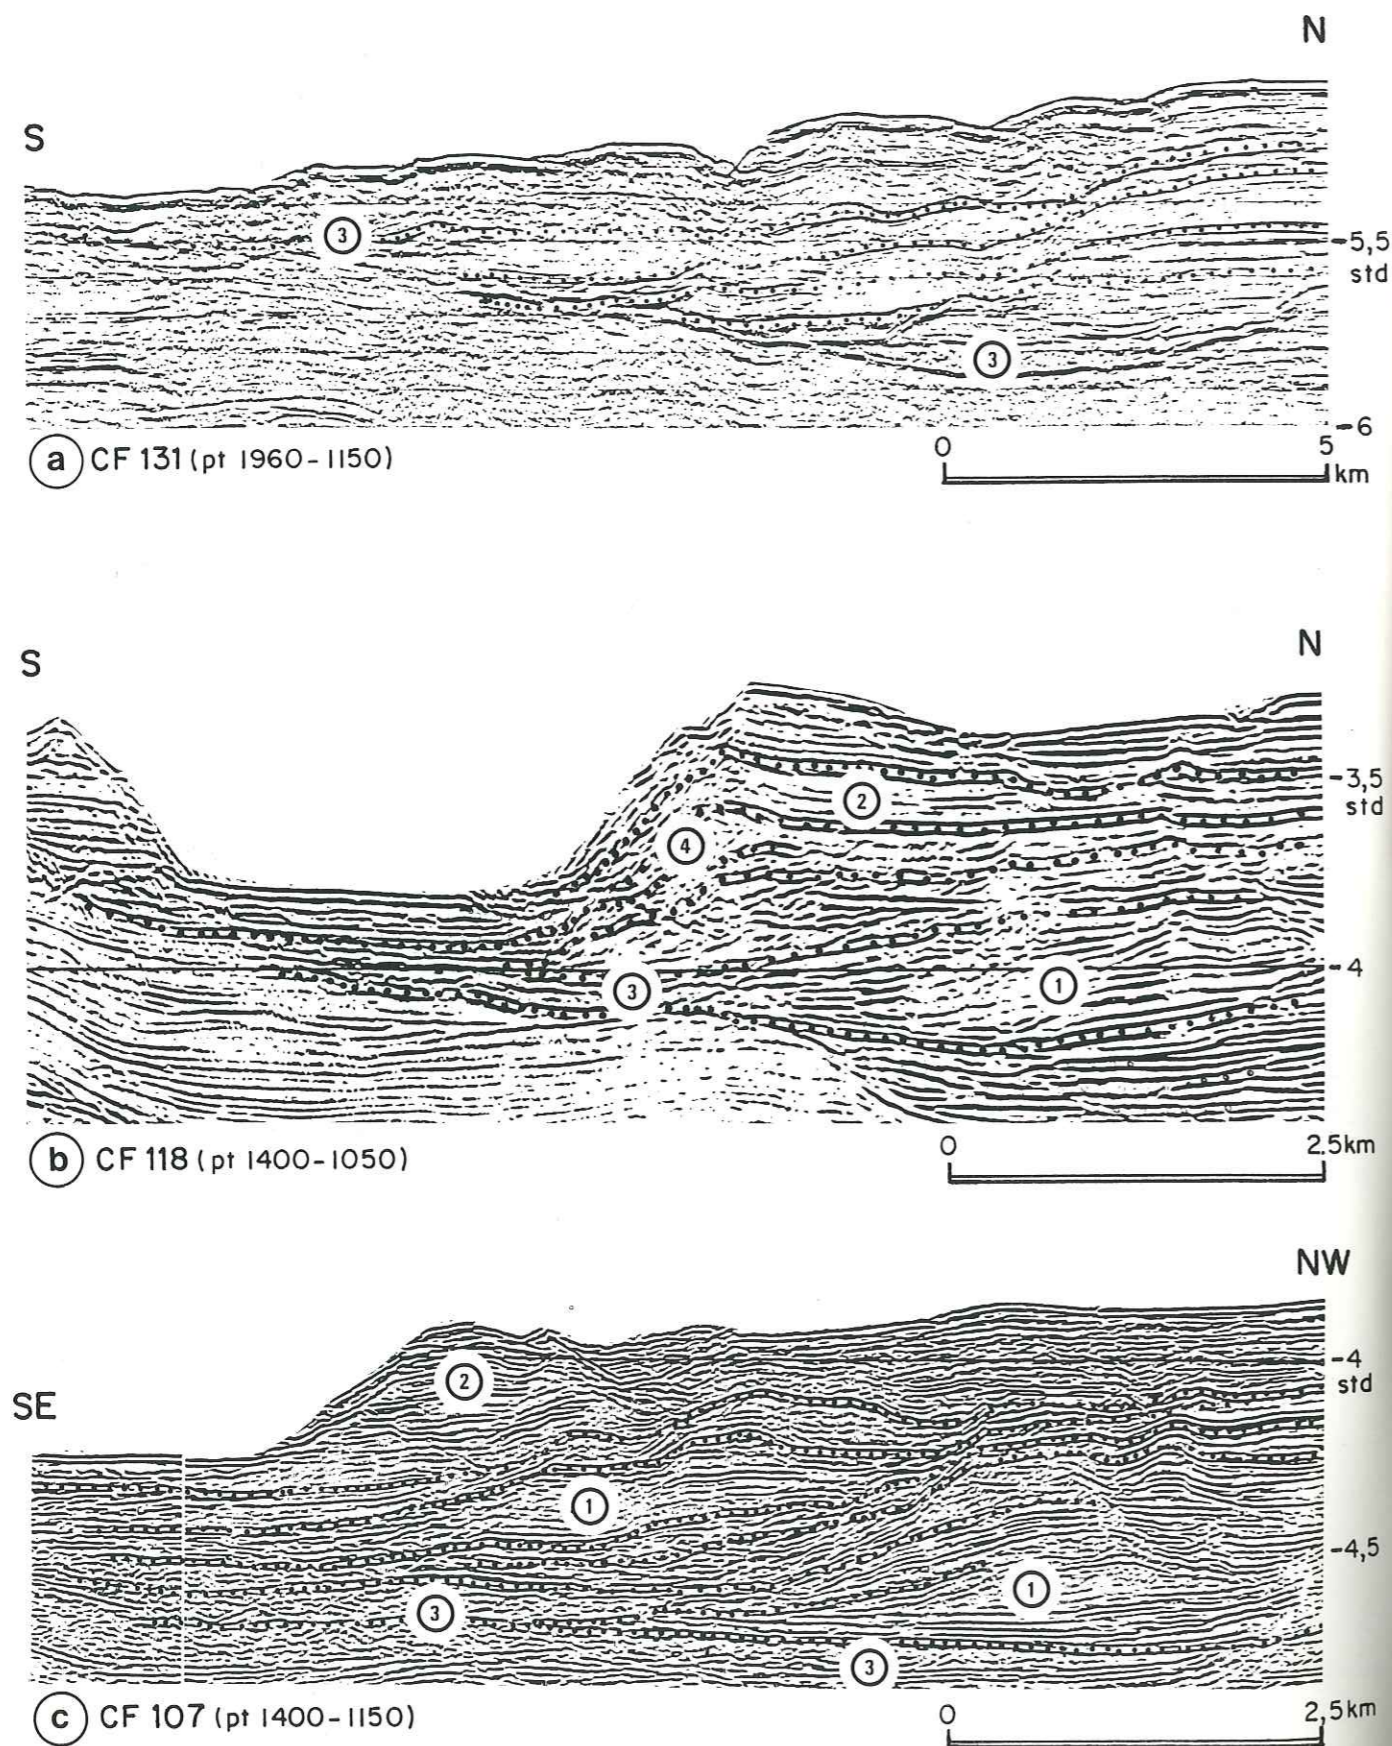 N
S
3
5,5
std
3
6
a CF 131 (pt 1960-1150)
0 5
km
S
N
3,5
std
2
4
4
3
1
b CF 118 (pt 1400-1050)
0 2.5km
NW
4
std
2
SE
1
4,5
1
3
3
c CF 107 (pt 1400-1150)
0 2,5km